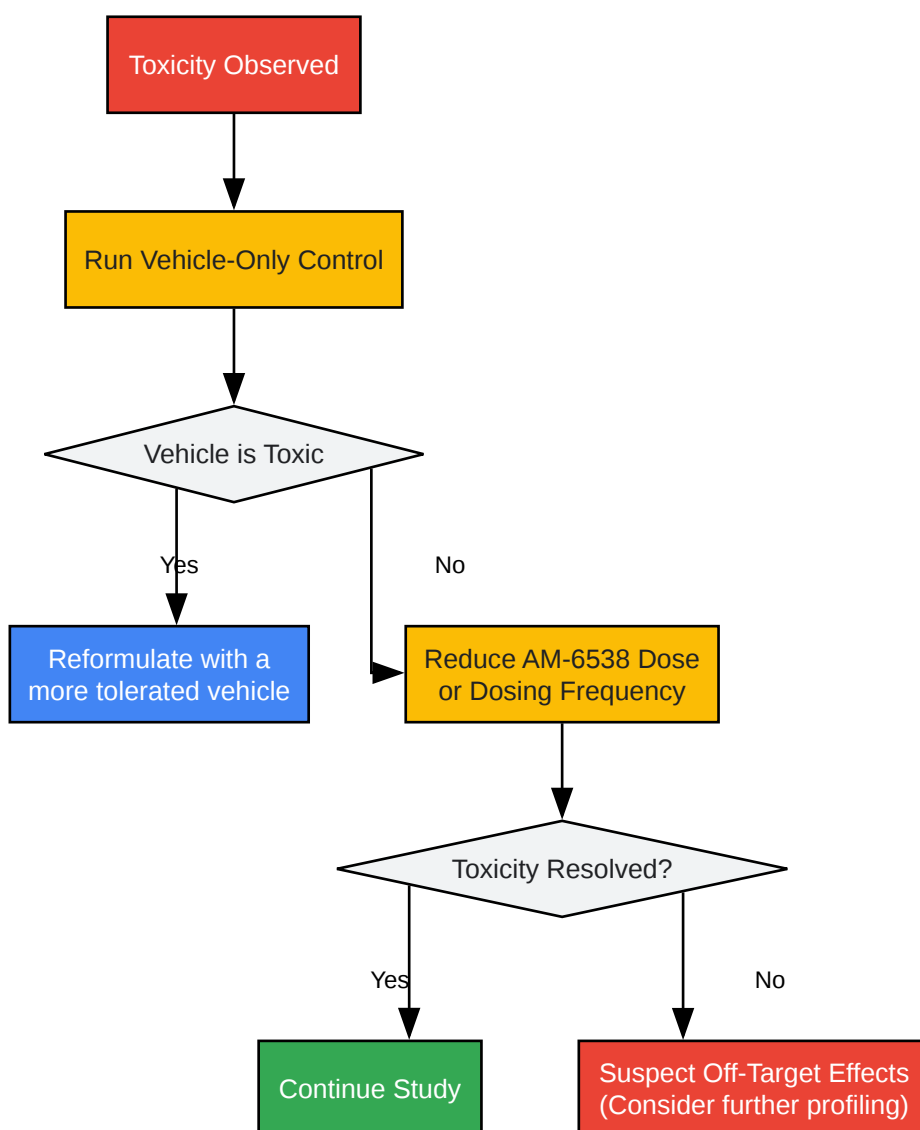 Toxicity Observed
Run Vehicle-Only Control
Vehicle is Toxic
Yes
No
Reformulate with a
more tolerated vehicle
Reduce AM-6538 Dose
or Dosing Frequency
Toxicity Resolved?
Yes
No
Continue Study
Suspect Off-Target Effects
(Consider further profiling)